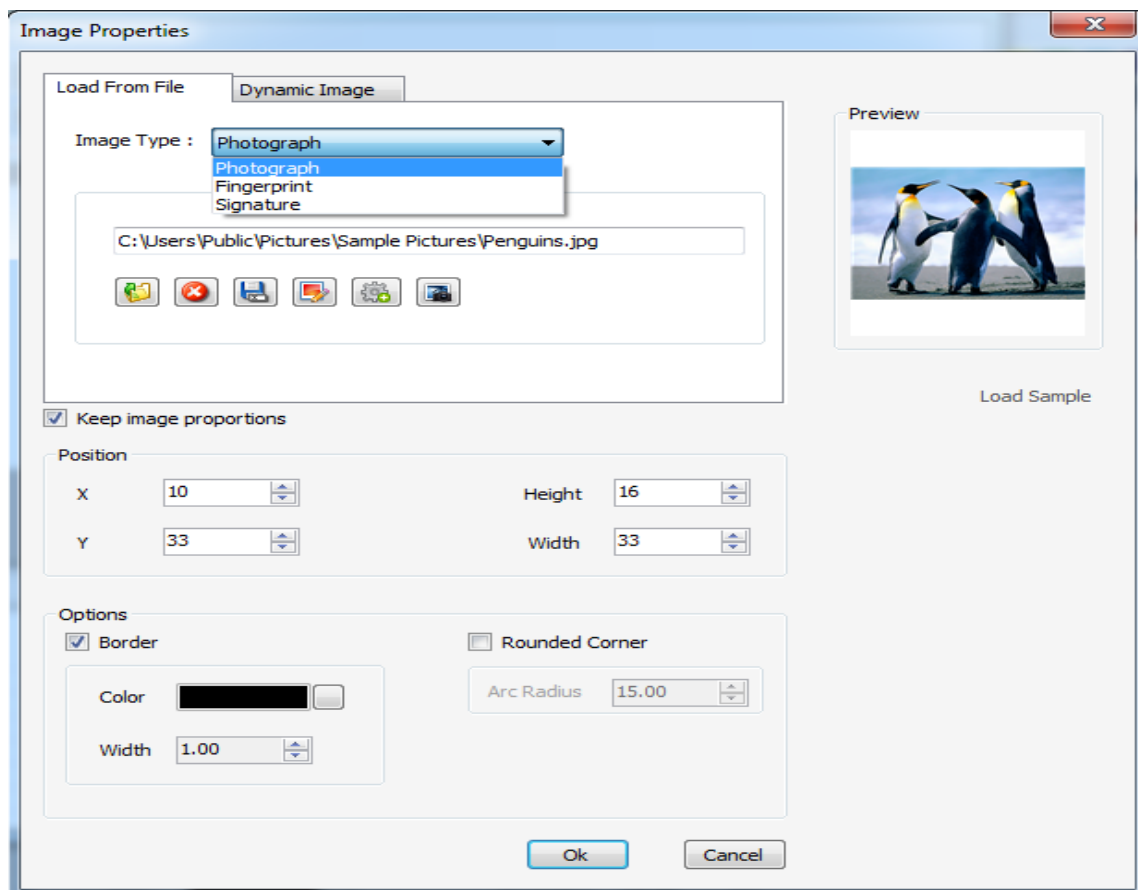 Image Properties
Load From File
Dynamic Image
Image Type :
Photograph
Photograph
Fingerprint
Signature
C:\Users\Public\Pictures\Sample Pictures\Penguins.jpg
Preview
Load Sample
Keep image proportions
Position
X 10 Height 16
Y 33 Width 33
Options
Border
Rounded Corner
Color
Arc Radius 15.00
Width 1.00
Ok
Cancel